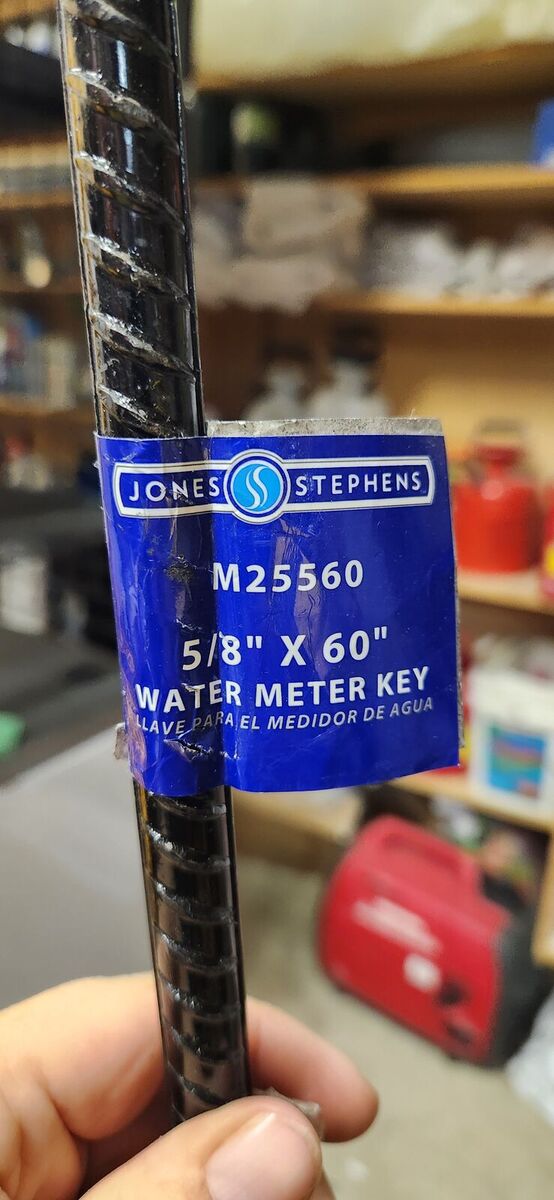 JONES STEPHENS
M25560
5/8" X 60"
WATER METER KEY
LLAVE PARA EL MEDIDOR DE AGUA